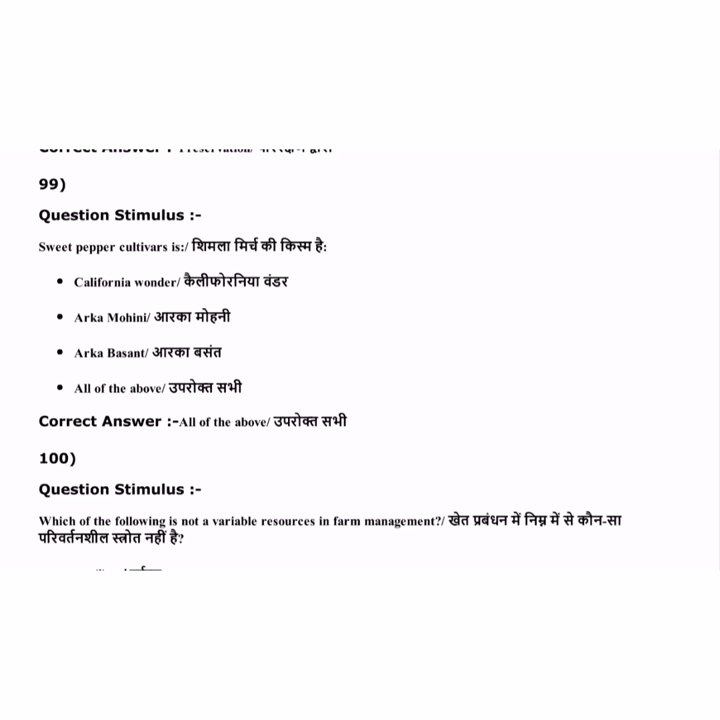 99)
Question Stimulus :-
Sweet pepper cultivars is:/ शिमला मिर्च की किस्म है:
• California wonder/ कैलीफोरनिया वंडर
• Arka Mohini/ आरका मोहनी
• Arka Basant/ आरका बसंत
• All of the above/ उपरोक्त सभी
Correct Answer :-All of the above/ उपरोक्त सभी
100)
Question Stimulus :-
Which of the following is not a variable resources in farm management?/ खेत प्रबंधन में निम्न में से कौन-सा
परिवर्तनशील स्त्रोत नहीं है?